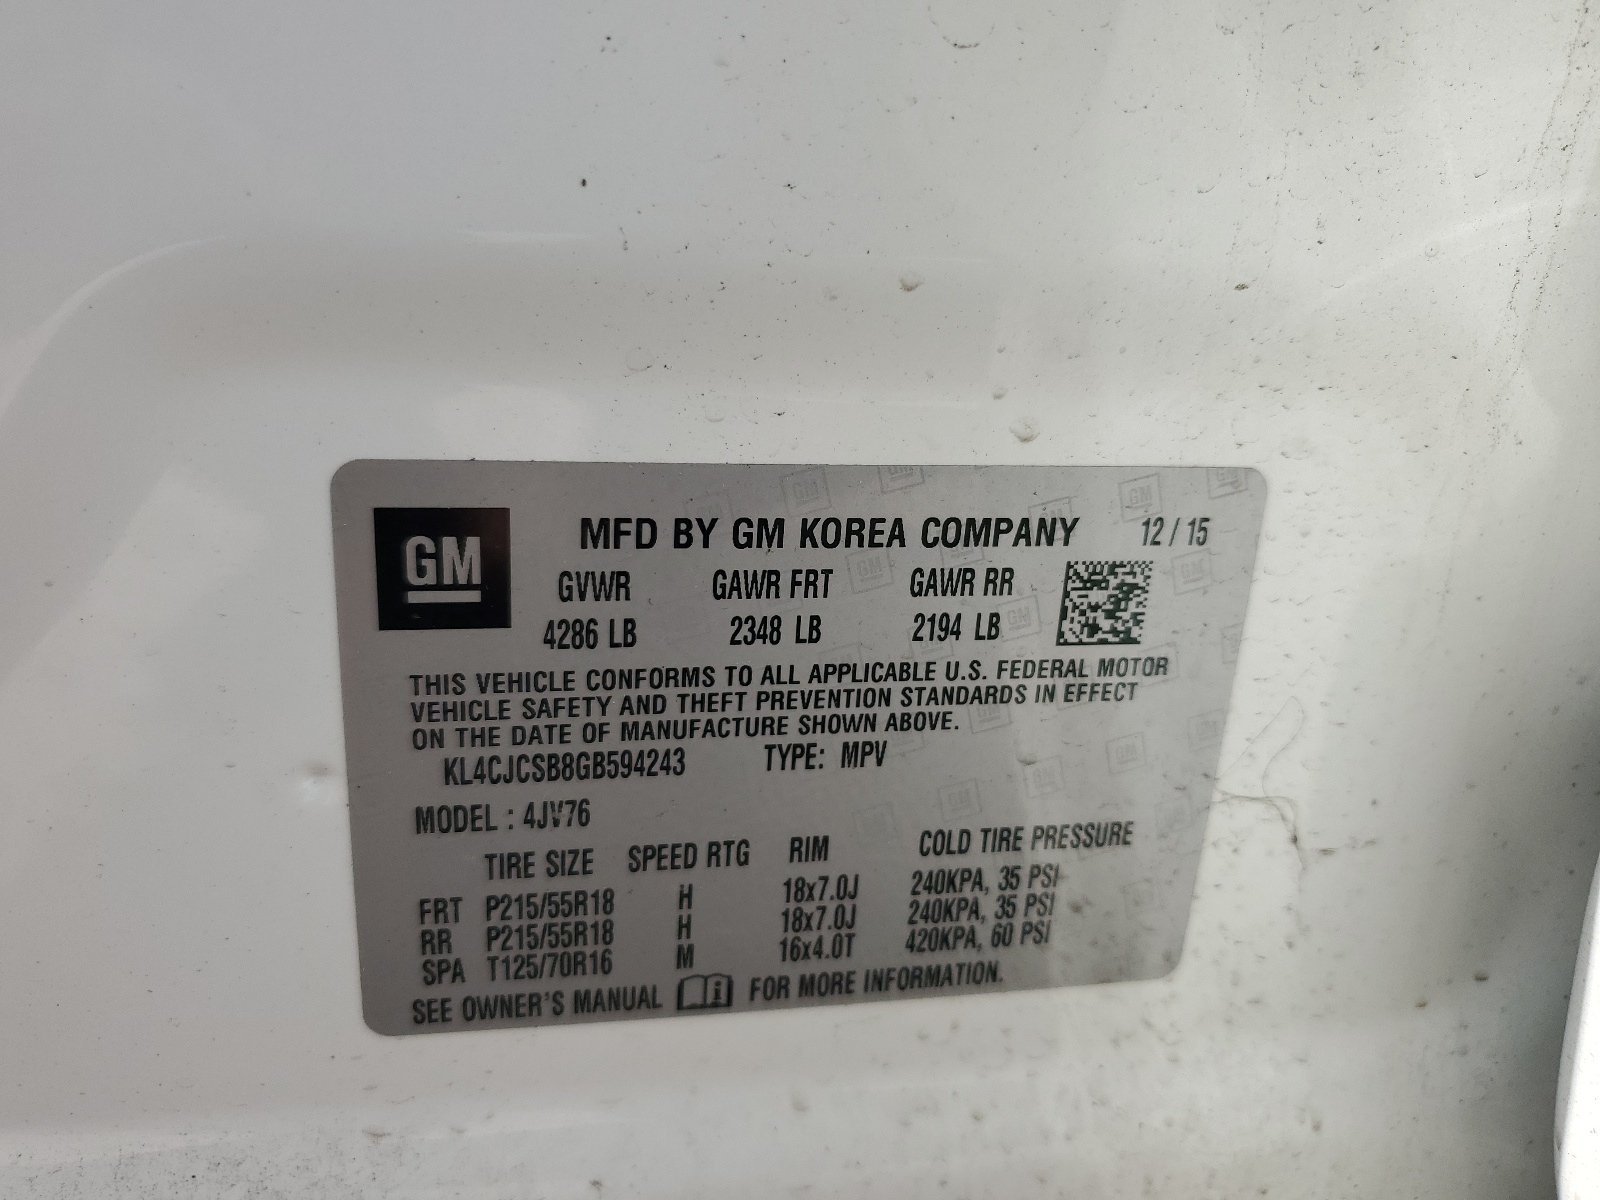 GM MFD BY GM KOREA COMPANY 12/15
GVWR GAWR FRT GAWR RR
4286 LB 2348 LB 2194 LB
THIS VEHICLE CONFORMS TO ALL APPLICABLE U.S. FEDERAL MOTOR
VEHICLE SAFETY AND THEFT PREVENTION STANDARDS IN EFFECT
ON THE DATE OF MANUFACTURE SHOWN ABOVE.
KL4CJCSB8GB594243 TYPE: MPV
MODEL : 4JV76
TIRE SIZE SPEED RTG RIM COLD TIRE PRESSURE
FRT P215/55R18 H 18x7.0J 240KPA, 35 PSI
RR P215/55R18 H 18x7.0J 240KPA, 35 PSI
SPA T125/70R16 M 16x4.0T 420KPA, 60 PSI
SEE OWNER'S MANUAL i FOR MORE INFORMATION.